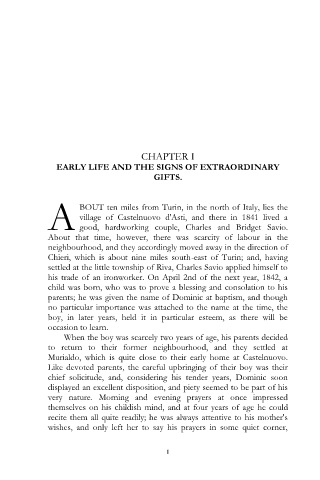 CHAPTER I
EARLY LIFE AND THE SIGNS OF EXTRAORDINARY
GIFTS.
ABOUT ten miles from Turin, in the north of Italy, lies the
village of Castelnuovo d'Asti, and there in 1841 lived a
good, hardworking couple, Charles and Bridget Savio.
About that time, however, there was scarcity of labour in the
neighbourhood, and they accordingly moved away in the direction of
Chieri, which is about nine miles south-east of Turin; and, having
settled at the little township of Riva, Charles Savio applied himself to
his trade of an ironworker. On April 2nd of the next year, 1842, a
child was born, who was to prove a blessing and consolation to his
parents; he was given the name of Dominic at baptism, and though
no particular importance was attached to the name at the time, the
boy, in later years, held it in particular esteem, as there will be
occasion to learn.
When the boy was scarcely two years of age, his parents decided
to return to their former neighbourhood, and they settled at
Murialdo, which is quite close to their early home at Castelnuovo.
Like devoted parents, the careful upbringing of their boy was their
chief solicitude, and, considering his tender years, Dominic soon
displayed an excellent disposition, and piety seemed to be part of his
very nature. Morning and evening prayers at once impressed
themselves on his childish mind, and at four years of age he could
recite them all quite readily; he was always attentive to his mother's
wishes, and only left her to say his prayers in some quiet corner,
1